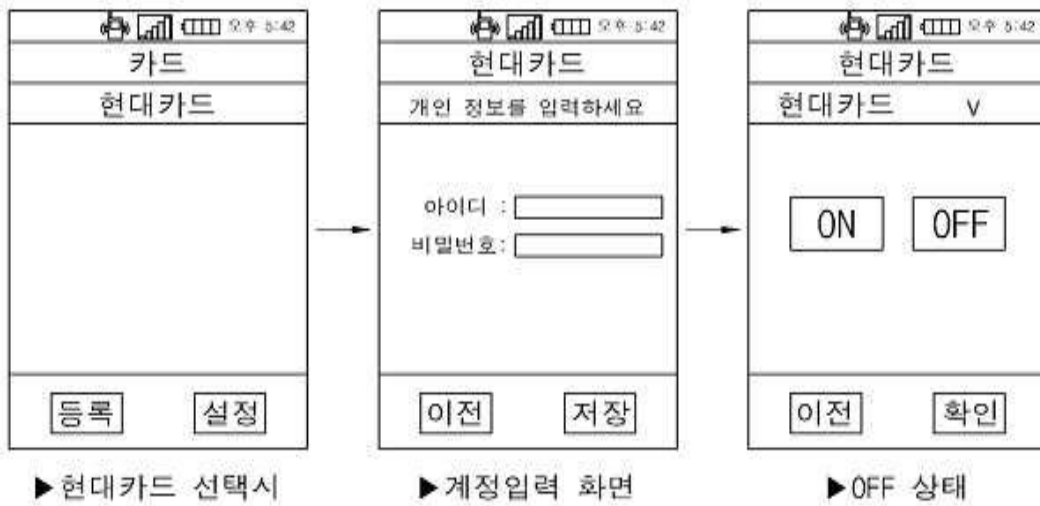 오후 5:42
카드
현대카드
등록 설정
▶현대카드 선택시
오후 5:42
현대카드
개인 정보를 입력하세요
아이디 :
비밀번호:
이전 저장
▶계정입력 화면
오후 5:42
현대카드
현대카드 v
ON OFF
이전 확인
▶OFF 상태